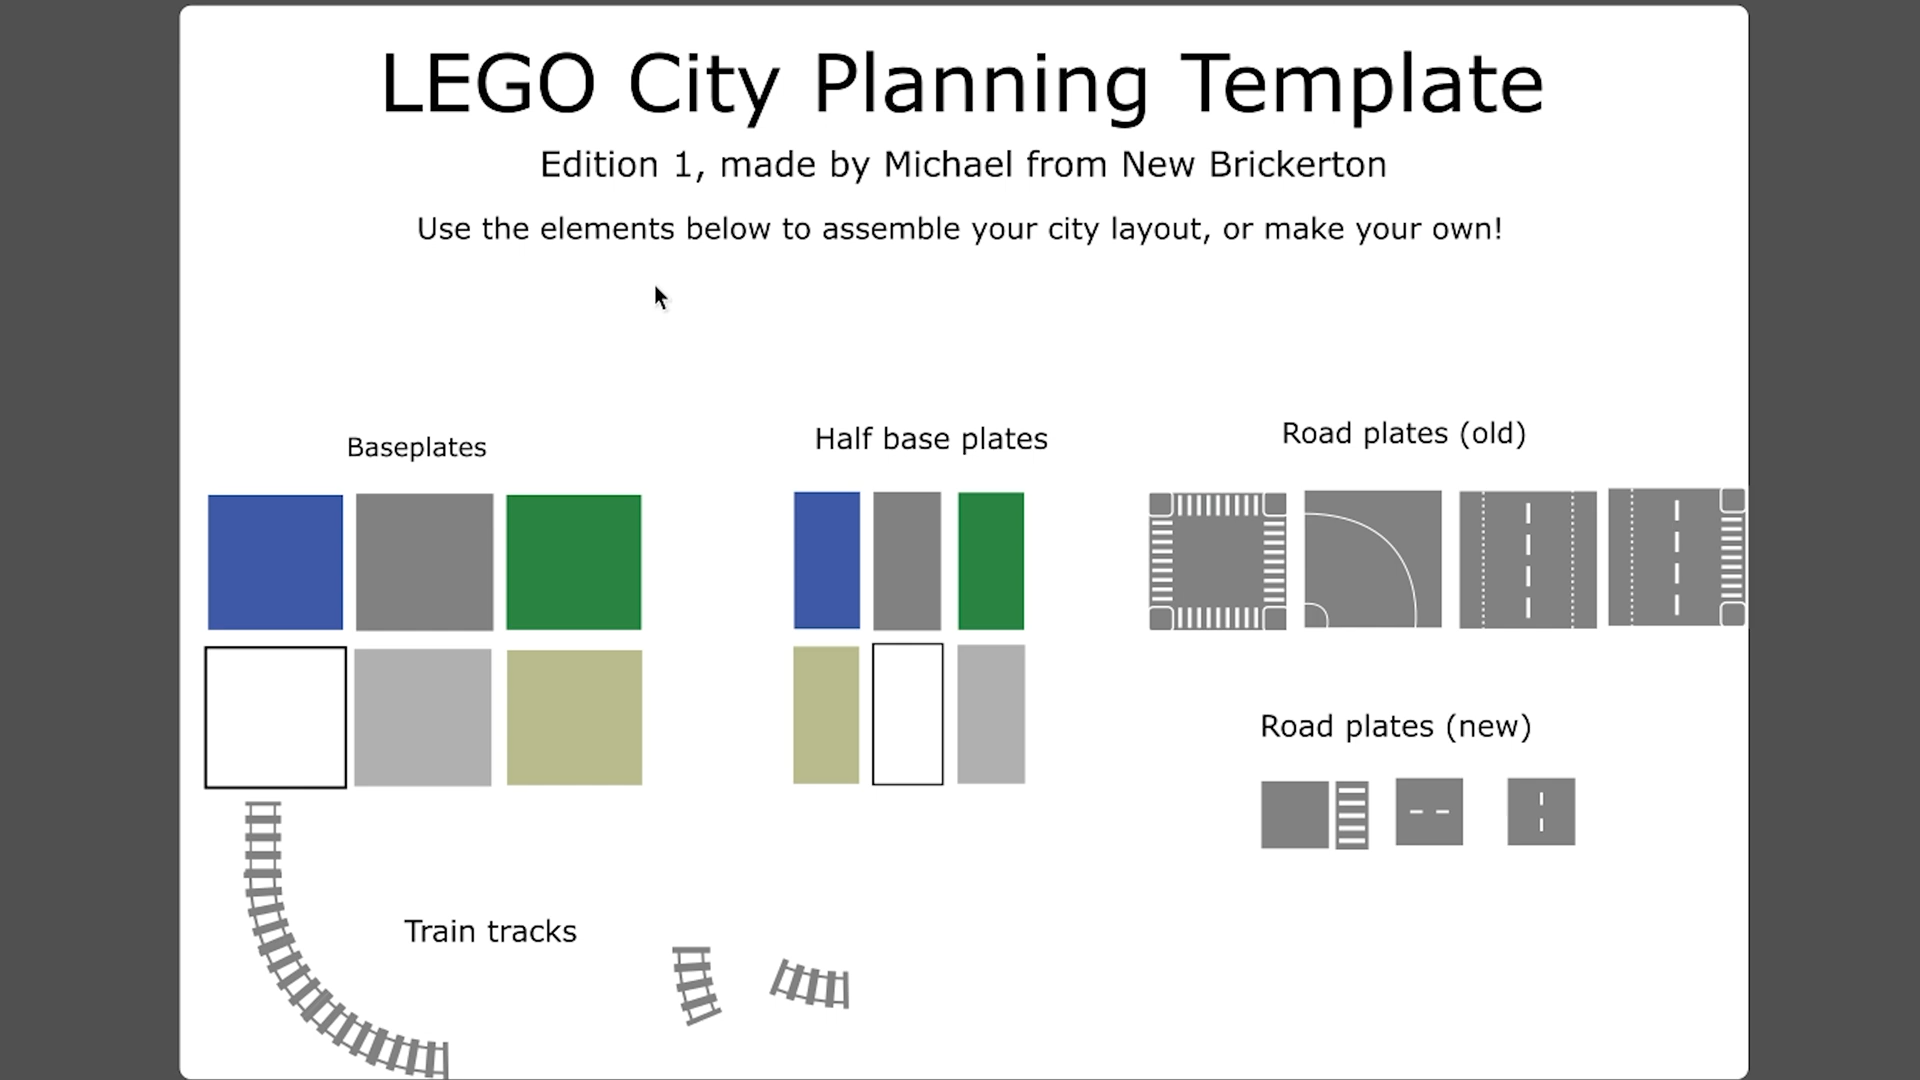 LEGO City Planning Template
Edition 1, made by Michael from New Brickerton
Use the elements below to assemble your city layout, or make your own!
Baseplates
Half base plates
Road plates (old)
Road plates (new)
Train tracks